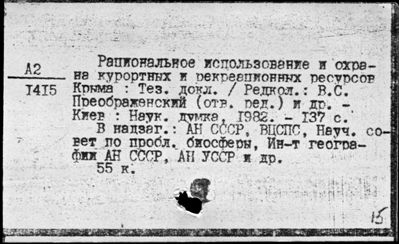 Рациональное использование и охра-
А2 на курортных и рекреационных ресурсов
1415 Крыма : Тез. докл. / Редкол.: В.С.
Преображенский (отв. ред.) и др. -
Киев : Наук. думка, 1982. - 137 с.
В надзаг.: АН СССР, ВЦСПС, Науч. со-
вет по пробл. биосферы, Ин-т геогра-
фии АН СССР, АН УССР и др.
55 к.
15